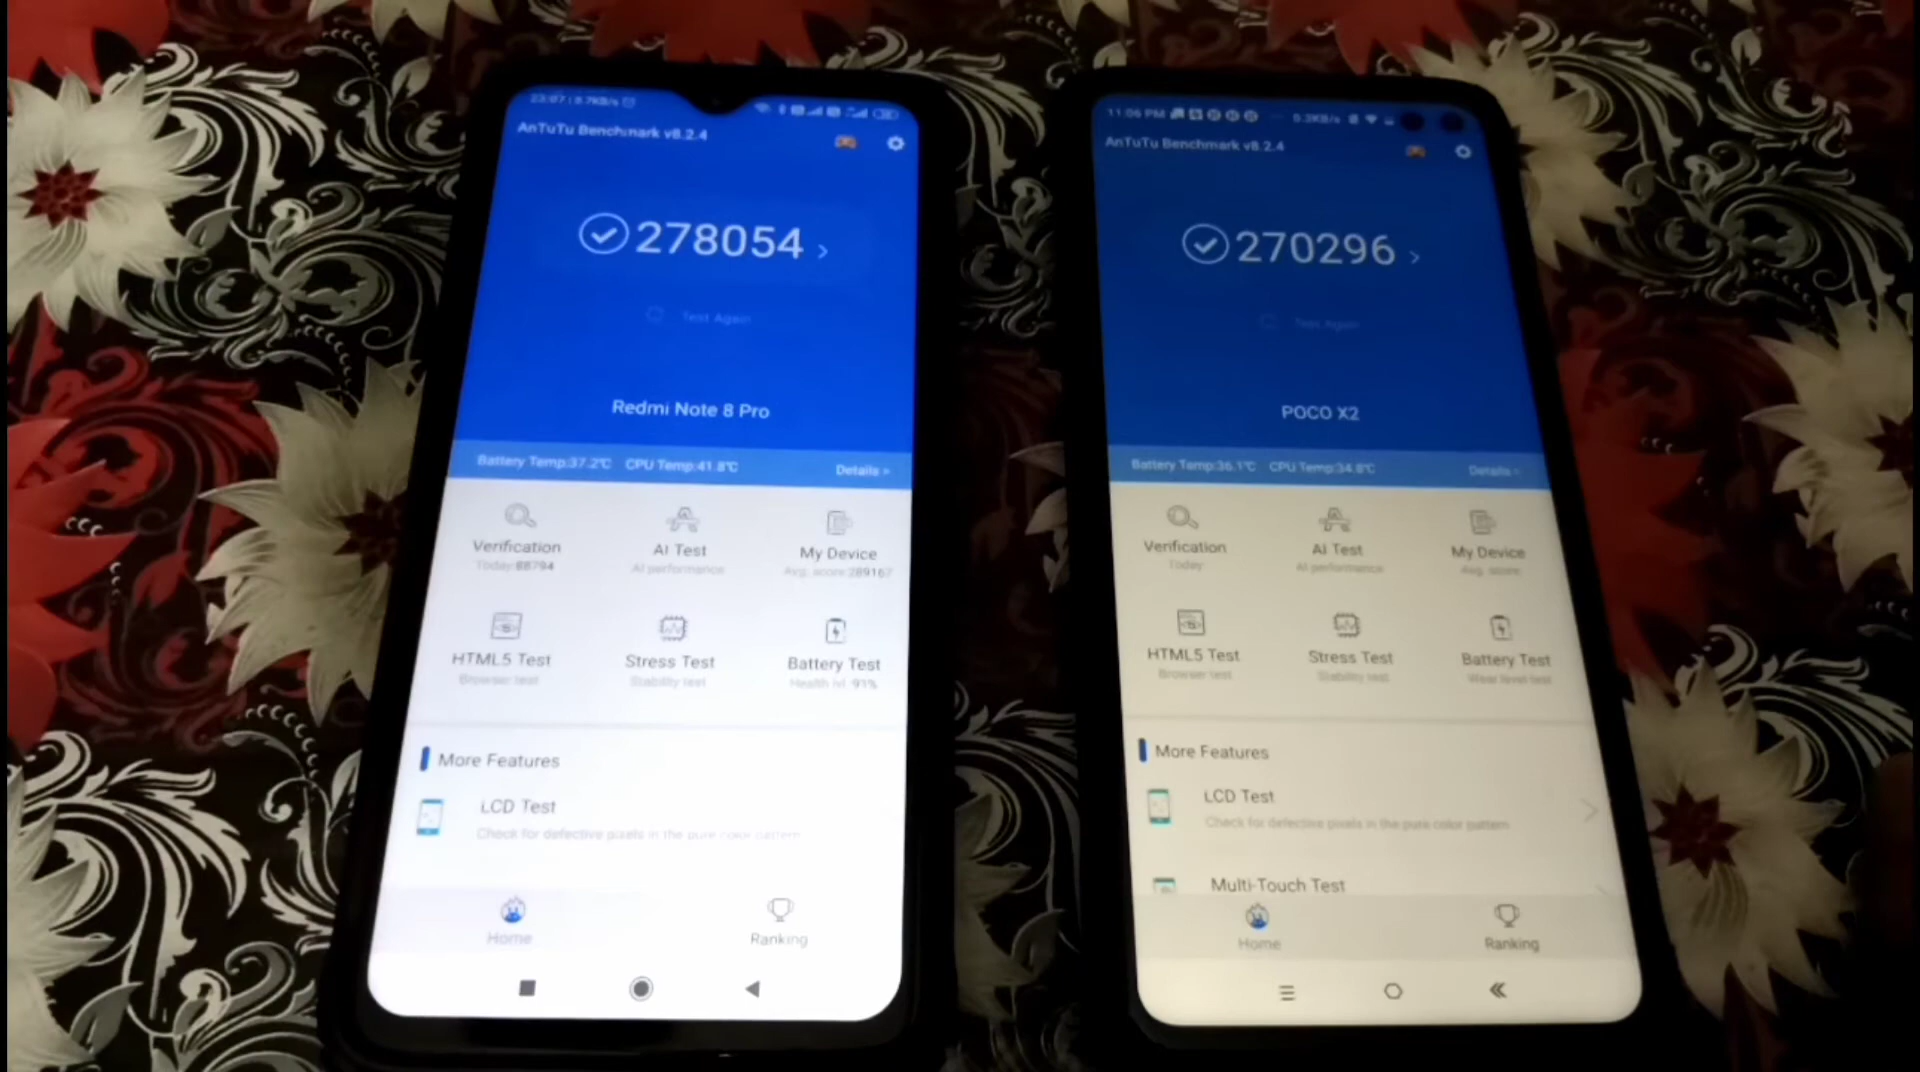 AnTuTu Benchmark v8.2.4
278054
Test Again
Redmi Note 8 Pro
Battery Temp:37.2℃ CPU Temp:41.8℃ Details >
Verification
Today:88794
AI Test
AI performance
My Device
Avg. score:289167
HTML5 Test
Browser test
Stress Test
Stability test
Battery Test
Health lvl: 91%
More Features
LCD Test
Check for defective pixels in the pure color pattern
Home
Ranking
11:06 PM 0.3KB/s
AnTuTu Benchmark v8.2.4
270296
Test Again
POCO X2
Battery Temp:36.1℃ CPU Temp:34.8℃ Details >
Verification
Today:
AI Test
AI performance
My Device
Avg. score:
HTML5 Test
Browser test
Stress Test
Stability test
Battery Test
Wear level test
More Features
LCD Test
Check for defective pixels in the pure color pattern
Multi-Touch Test
Home
Ranking